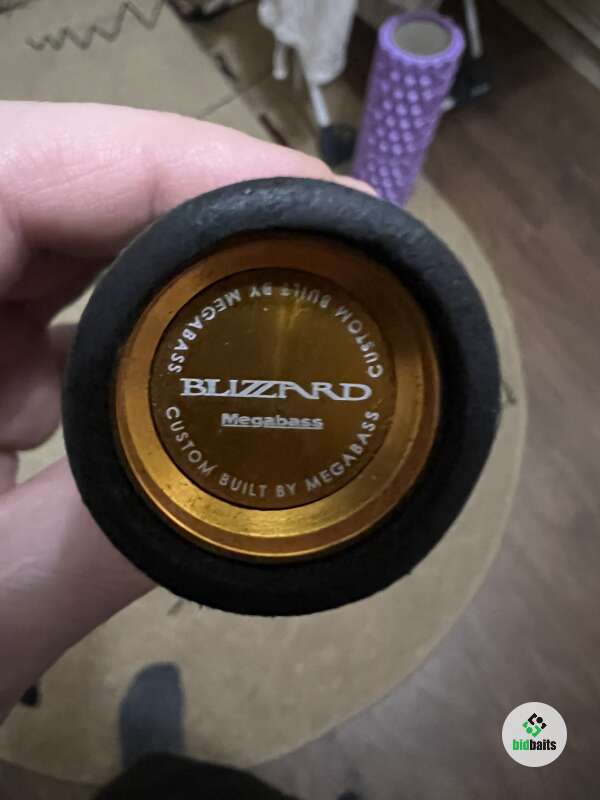 CUSTOM BUILT BY MEGABASS
BLIZZARD
Megabass
CUSTOM BUILT BY MEGABASS
bidbaits